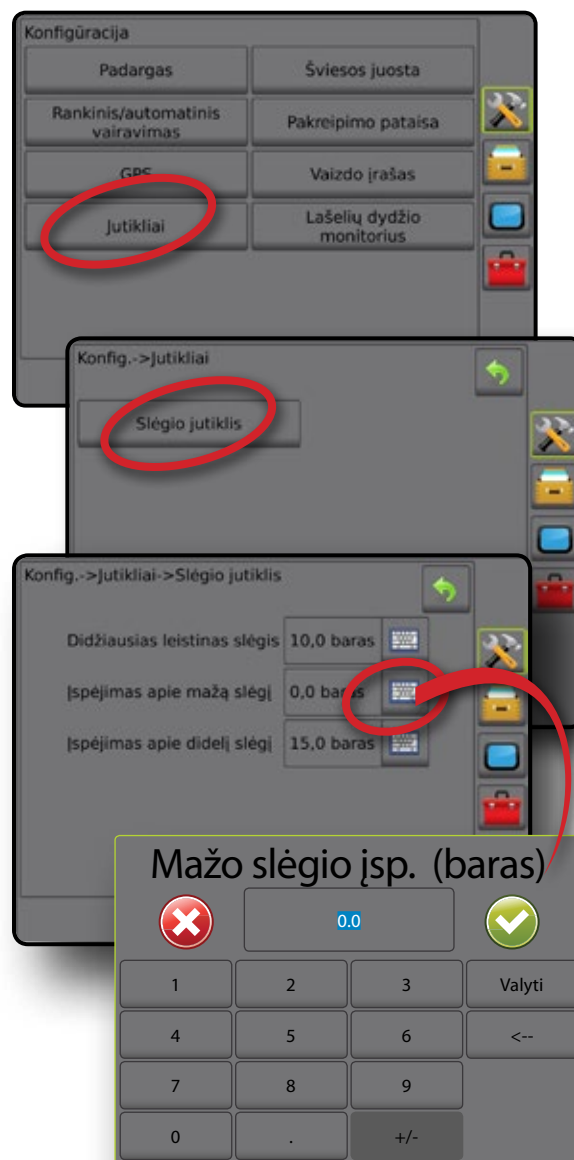 Konfigūracija
Padargas
Šviesos juosta
Rankinis/automatinis
vairavimas
Pakreipimo pataisa
GPS
Vaizdo įrašas
Jutikliai
Lašelių dydžio
monitorius
Konfig.->Jutikliai
Slėgio jutiklis
Konfig.->Jutikliai->Slėgio jutiklis
Didžiausias leistinas slėgis 10,0 baras
Įspėjimas apie mažą slėgį 0,0 baras
Įspėjimas apie didelį slėgį 15,0 baras
Mažo slėgio įsp. (baras)
0.0
1 2 3 Valyti
4 5 6 <--
7 8 9
0 . +/-